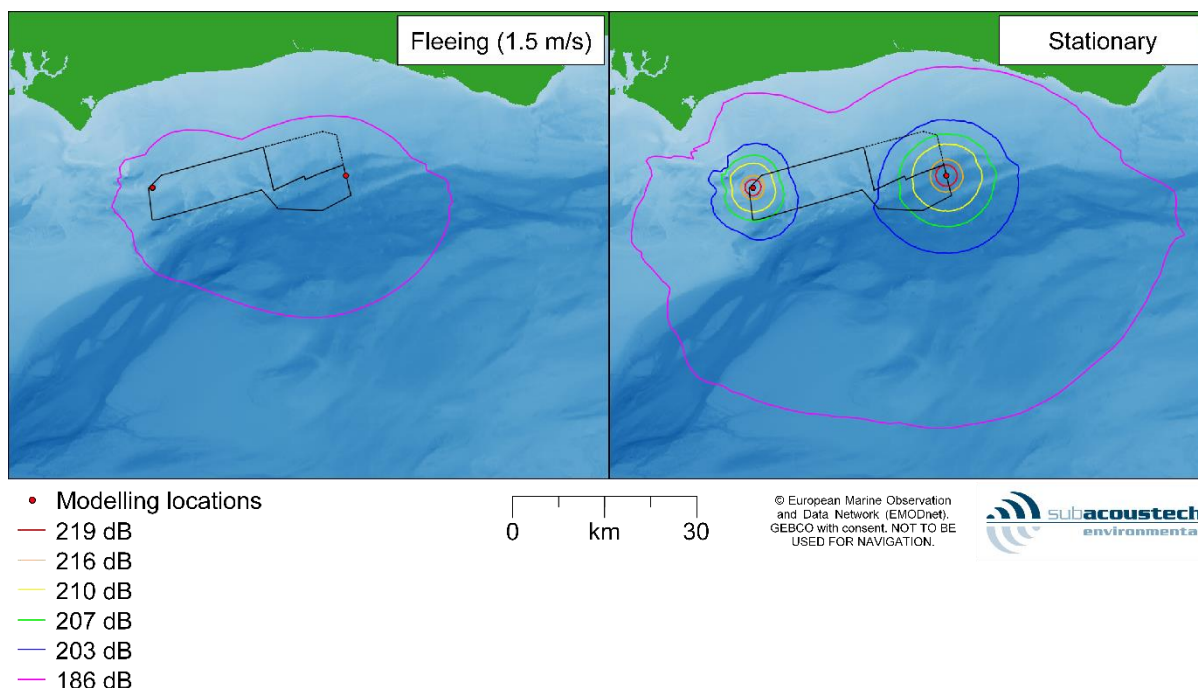 Fleeing (1.5 m/s)
Stationary
Modelling locations
219 dB
216 dB
210 dB
207 dB
203 dB
186 dB
0 km 30
© European Marine Observation
and Data Network (EMODnet).
GEBCO with consent. NOT TO BE
USED FOR NAVIGATION.
subacoustech
environmenta